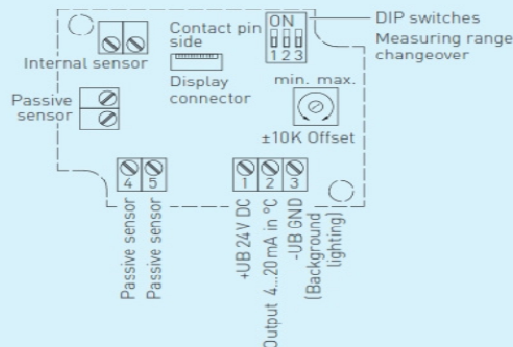 ON
1 2 3
DIP switches
Measuring range
changeover
Contact pin
side
Internal sensor
Display
connector
min. max.
Passive
sensor
±10K Offset
4 5
1 2 3
Passive sensor
Passive sensor
+UB 24V DC
Output 4...20 mA in °C
-UB GND
(Background
lighting)